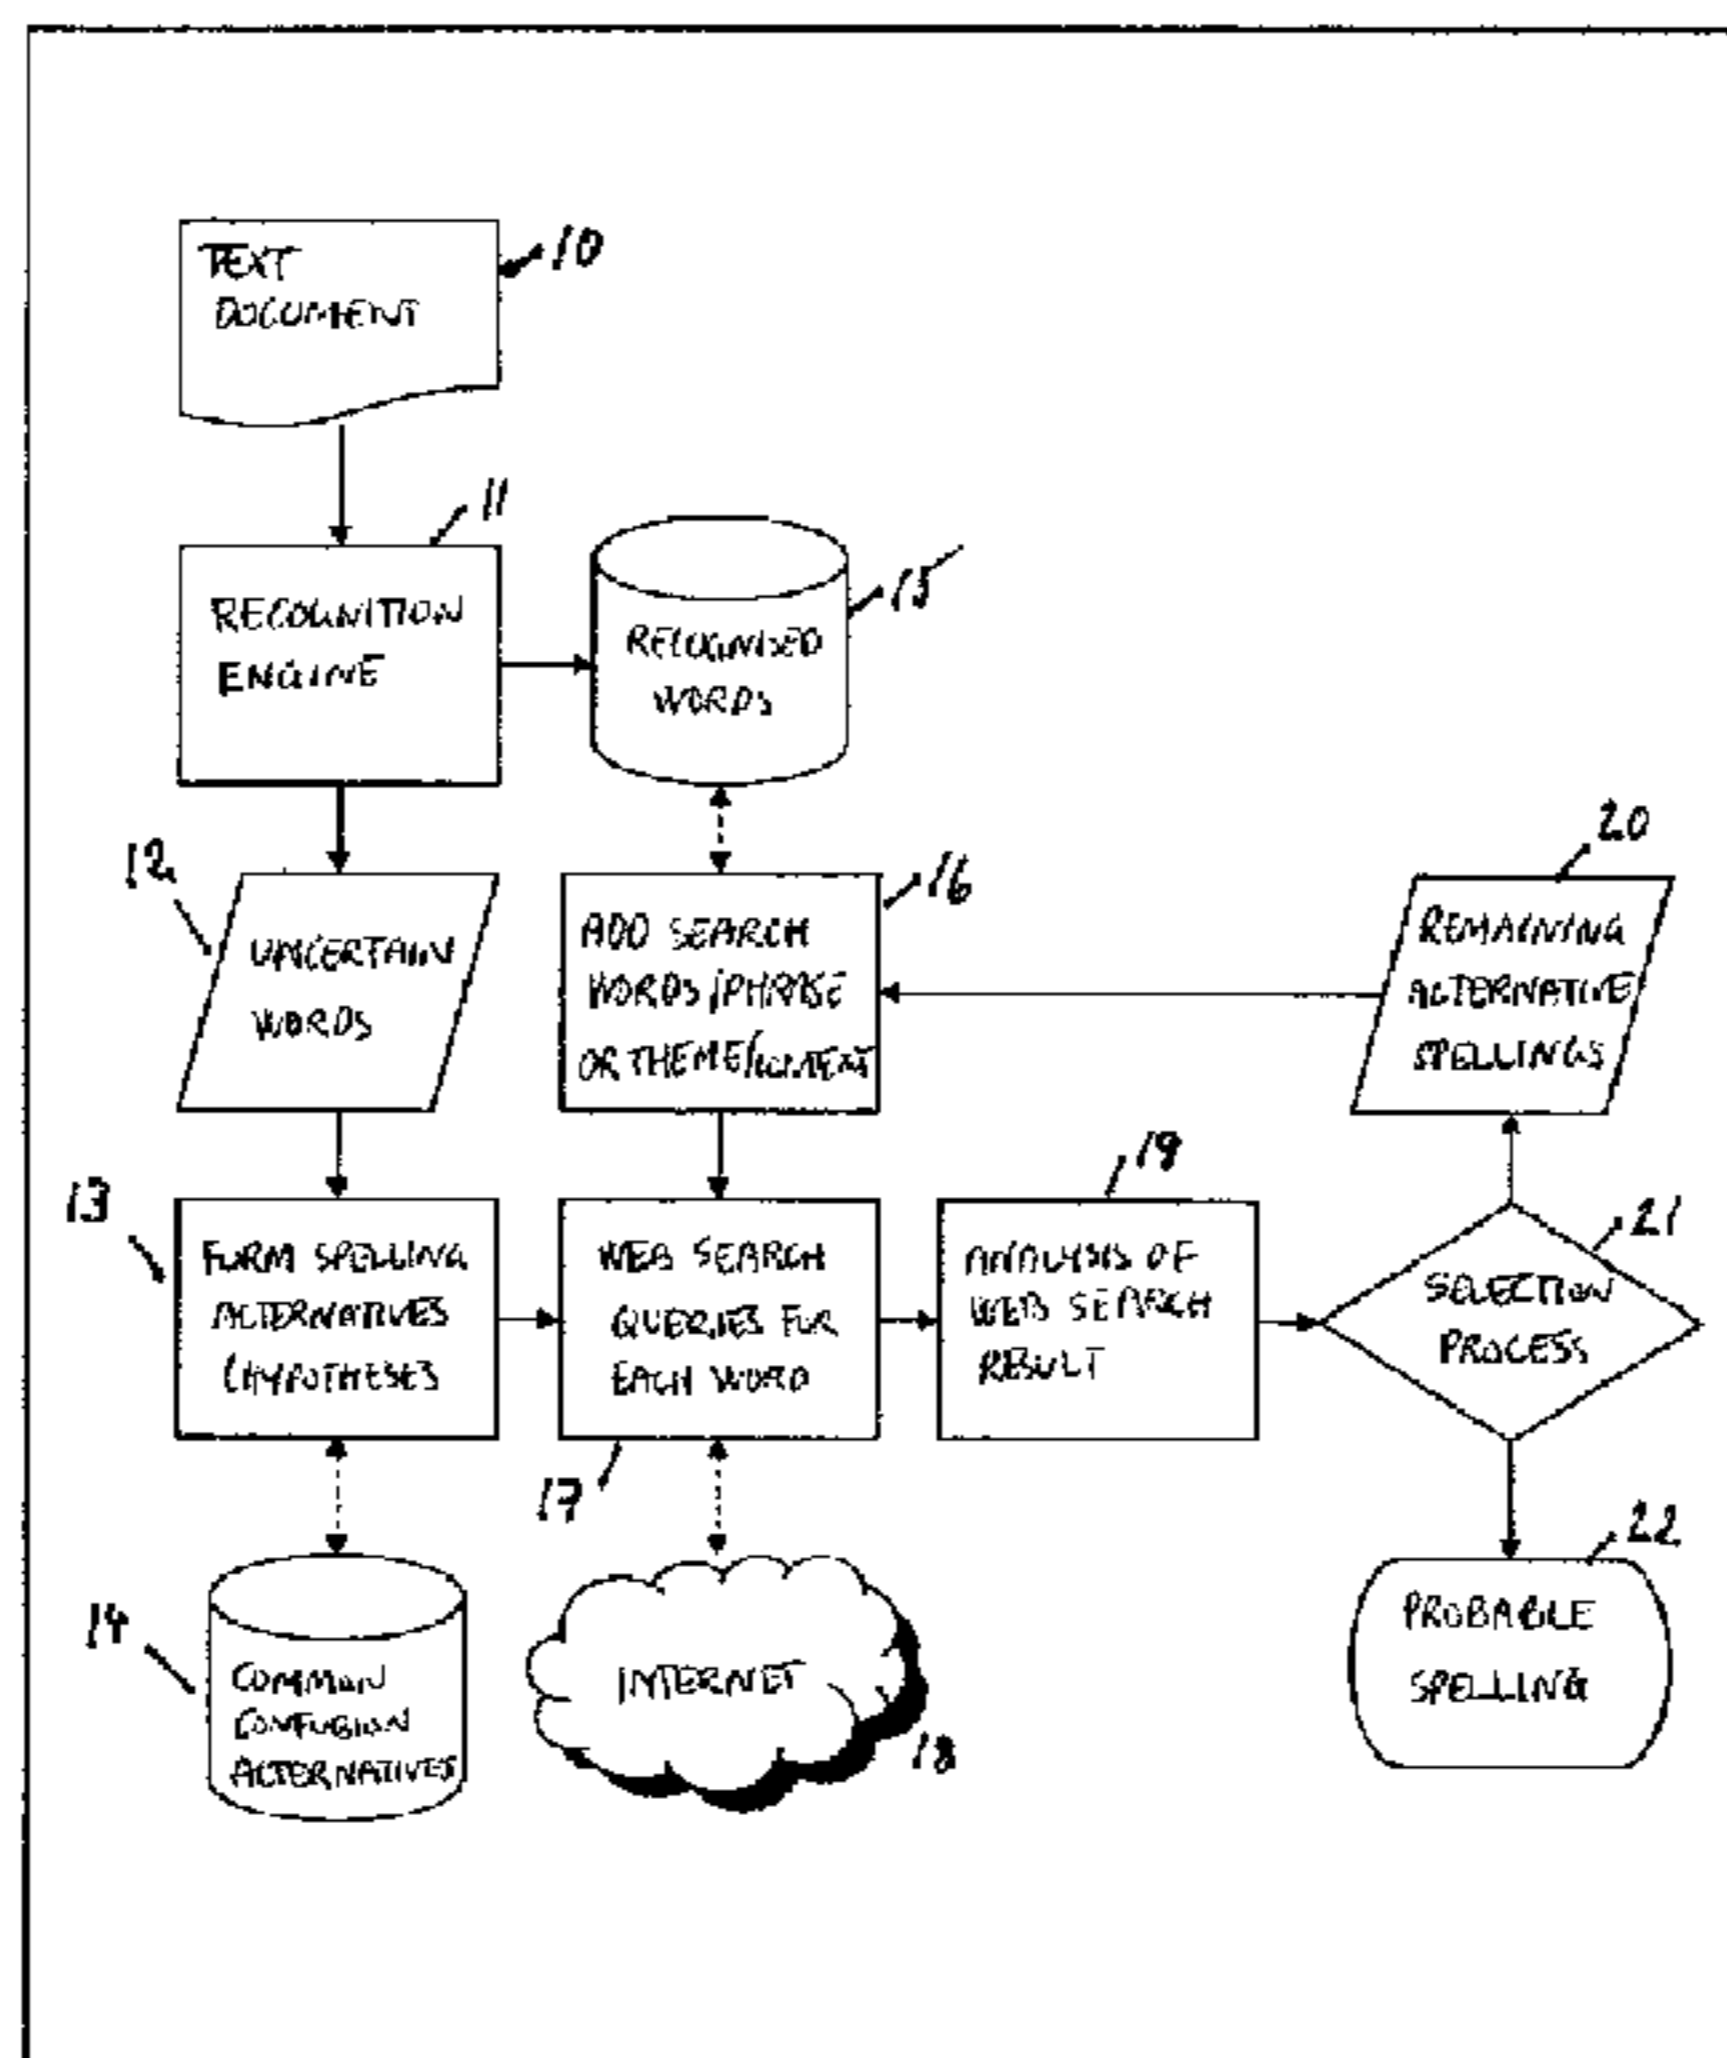 TEXT
DOCUMENT
10
11
RECOGNITION
ENGINE
RECOGNISED
WORDS
15
12
UNCERTAIN
WORDS
ADD SEARCH
WORDS/PHRASE
OR THEME/CONTEXT
16
20
REMAINING
ALTERNATIVE
SPELLINGS
13
FORM SPELLING
ALTERNATIVES
(HYPOTHESES
WEB SEARCH
QUERIES FOR
EACH WORD
17
19
ANALYSIS OF
WEB SEARCH
RESULT
21
SELECTION
PROCESS
14
COMMON
CONFUSION
ALTERNATIVES
INTERNET
18
22
PROBABLE
SPELLING